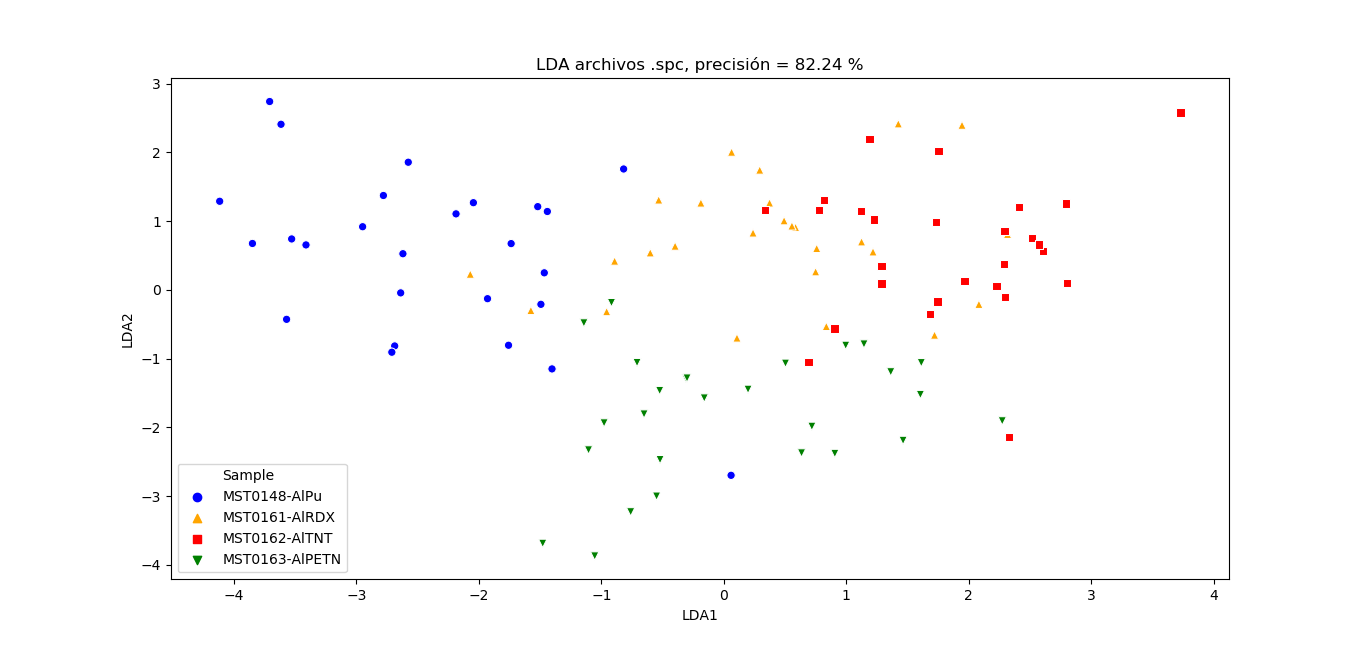 LDA archivos .spc, precisión = 82.24 %
LDA2
3
2
1
0
−1
−2
−3
−4
Sample
MST0148-AlPu
MST0161-AlRDX
MST0162-AlTNT
MST0163-AlPETN
−4 −3 −2 −1 0 1 2 3 4
LDA1